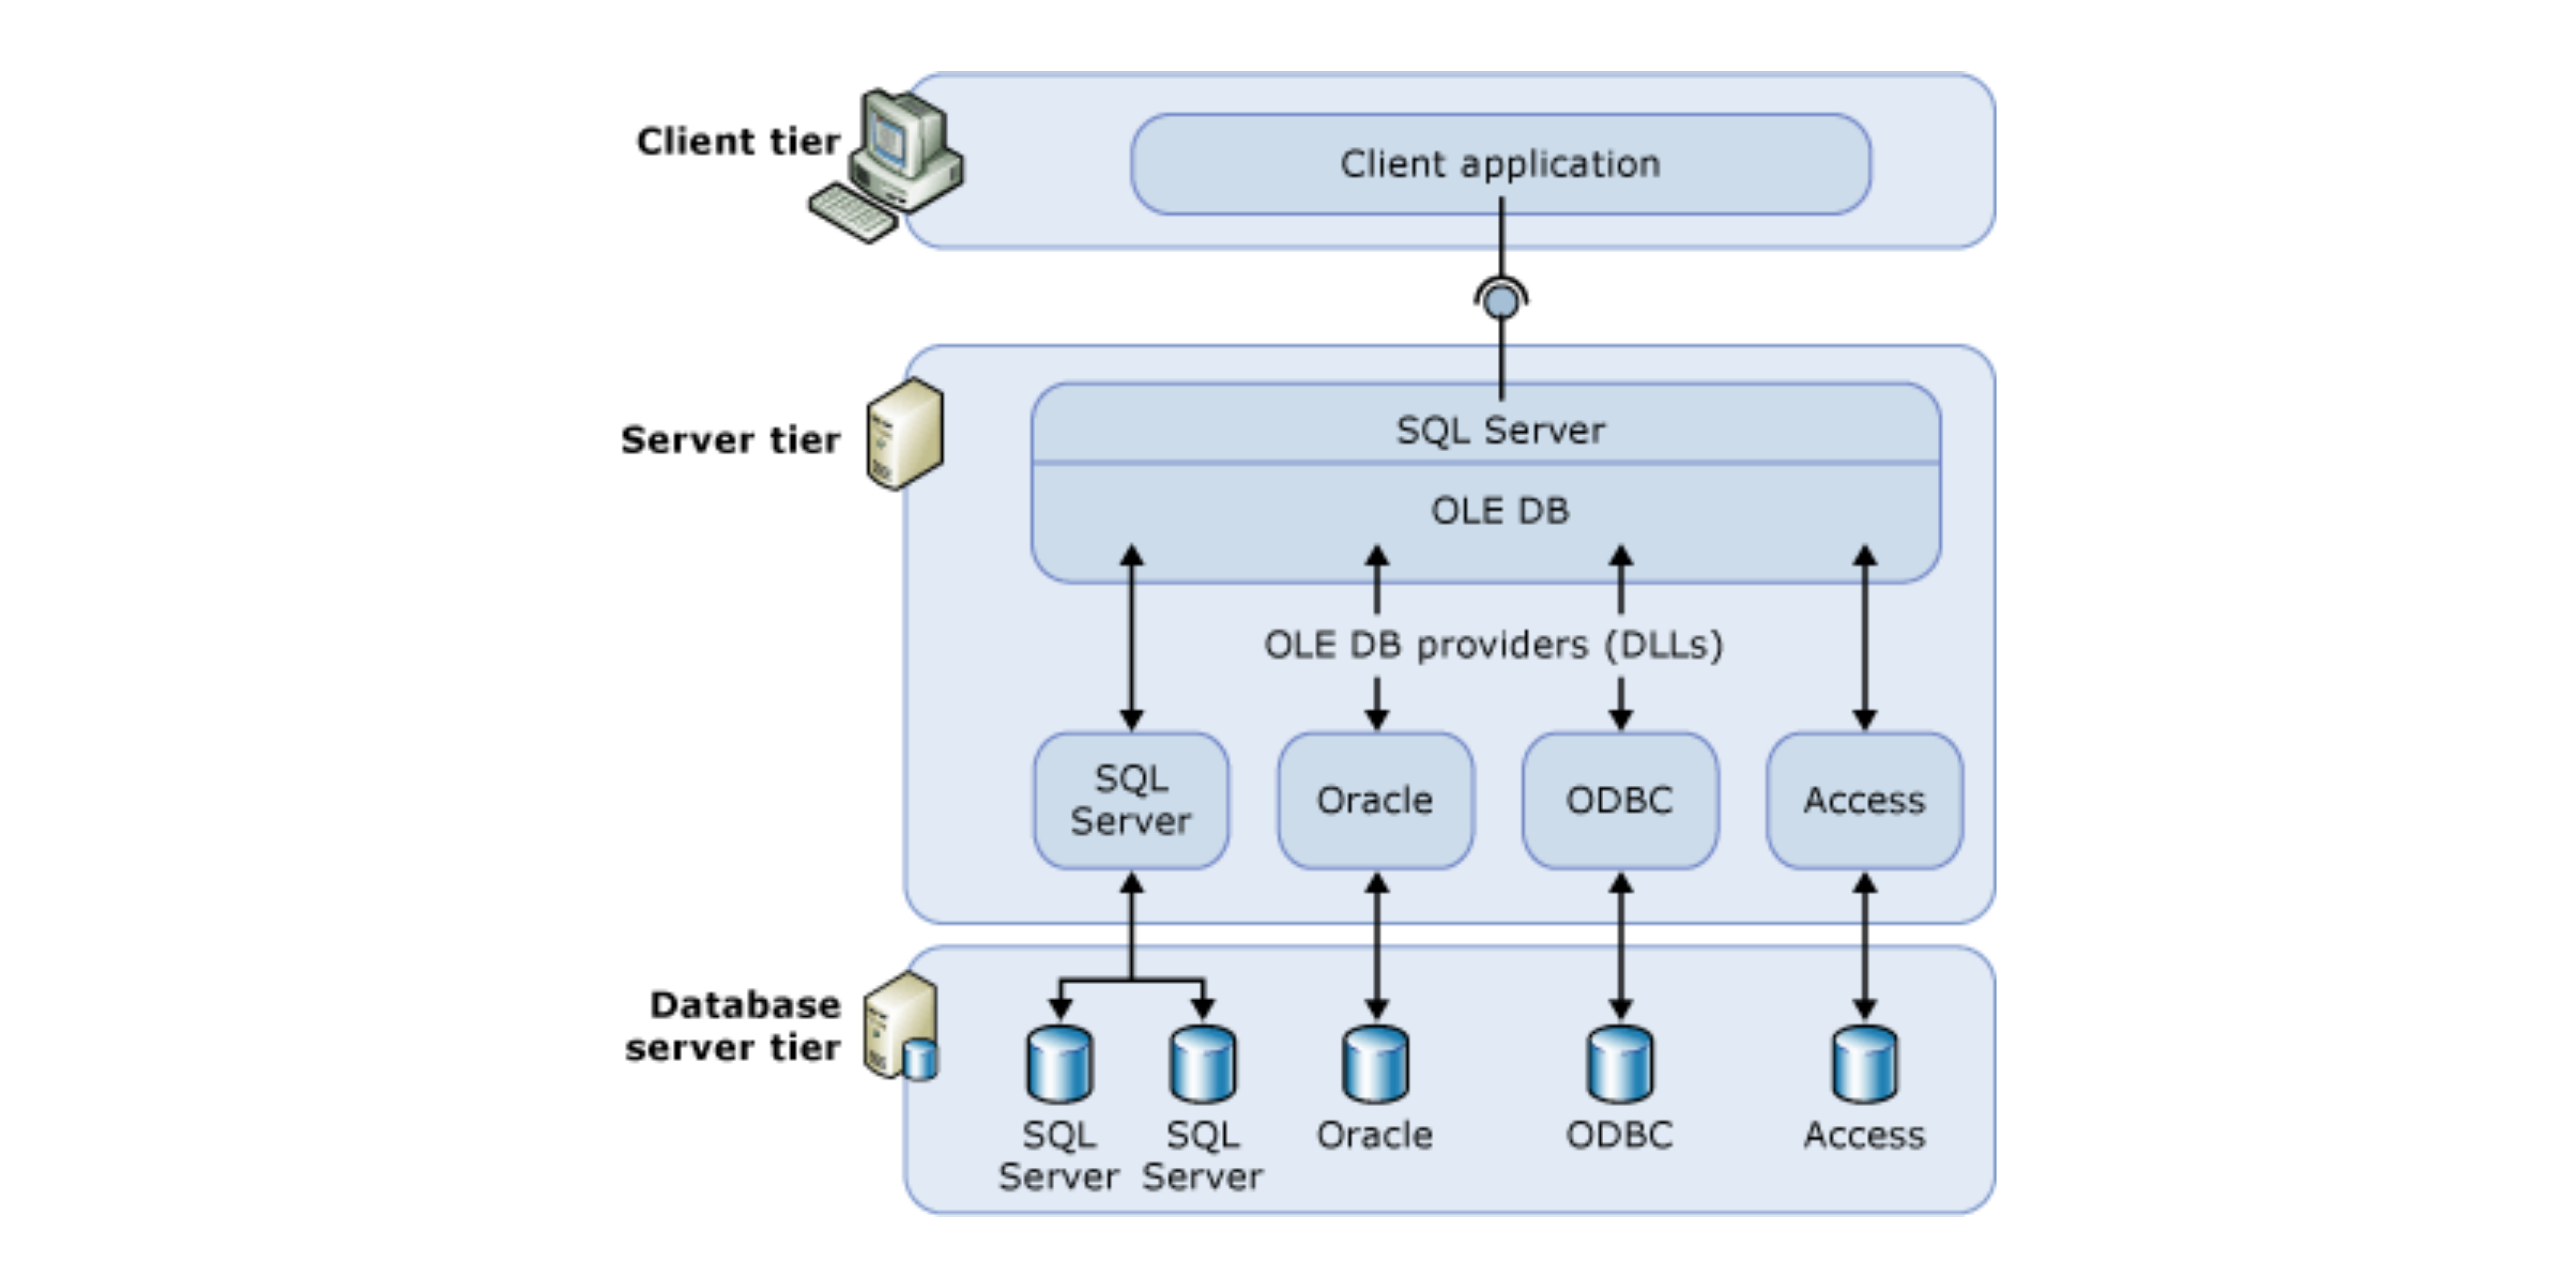 Client tier
Client application
Server tier
SQL Server
OLE DB
OLE DB providers (DLLs)
SQL
Server
Oracle
ODBC
Access
Database
server tier
SQL
Server
SQL
Server
Oracle
ODBC
Access